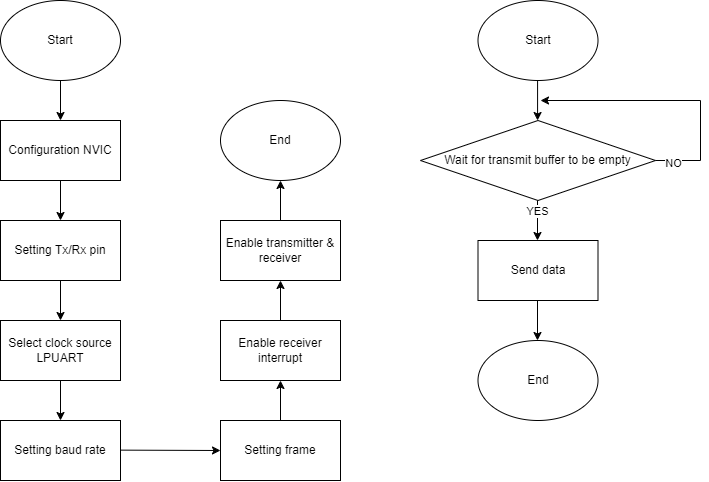 Start
Configuration NVIC
Setting Tx/Rx pin
Select clock source
LPUART
Setting baud rate
Setting frame
Enable receiver
interrupt
Enable transmitter &
receiver
End
Start
Wait for transmit buffer to be empty
NO
YES
Send data
End